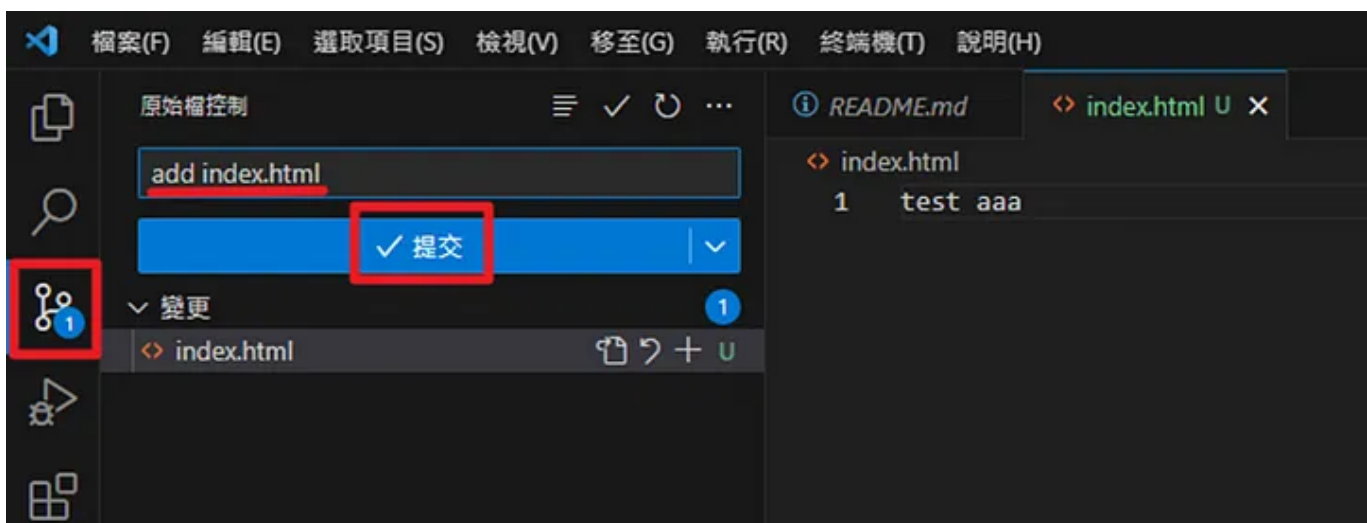 檔案(F) 編輯(E) 選取項目(S) 檢視(V) 移至(G) 執行(R) 終端機(T) 說明(H)
原始檔控制
add index.html
✓ 提交
變更 1
index.html U
1
README.md index.html U
index.html
1 test aaa